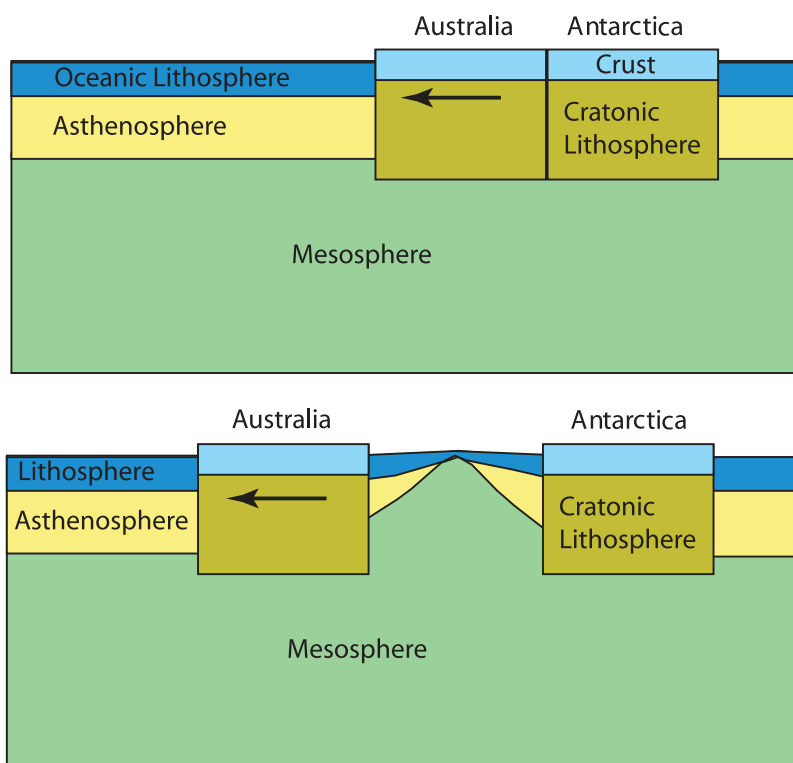 Australia Antarctica
Oceanic Lithosphere
Crust
Asthenosphere
Cratonic
Lithosphere
Mesosphere
Australia Antarctica
Lithosphere
Asthenosphere
Cratonic
Lithosphere
Mesosphere